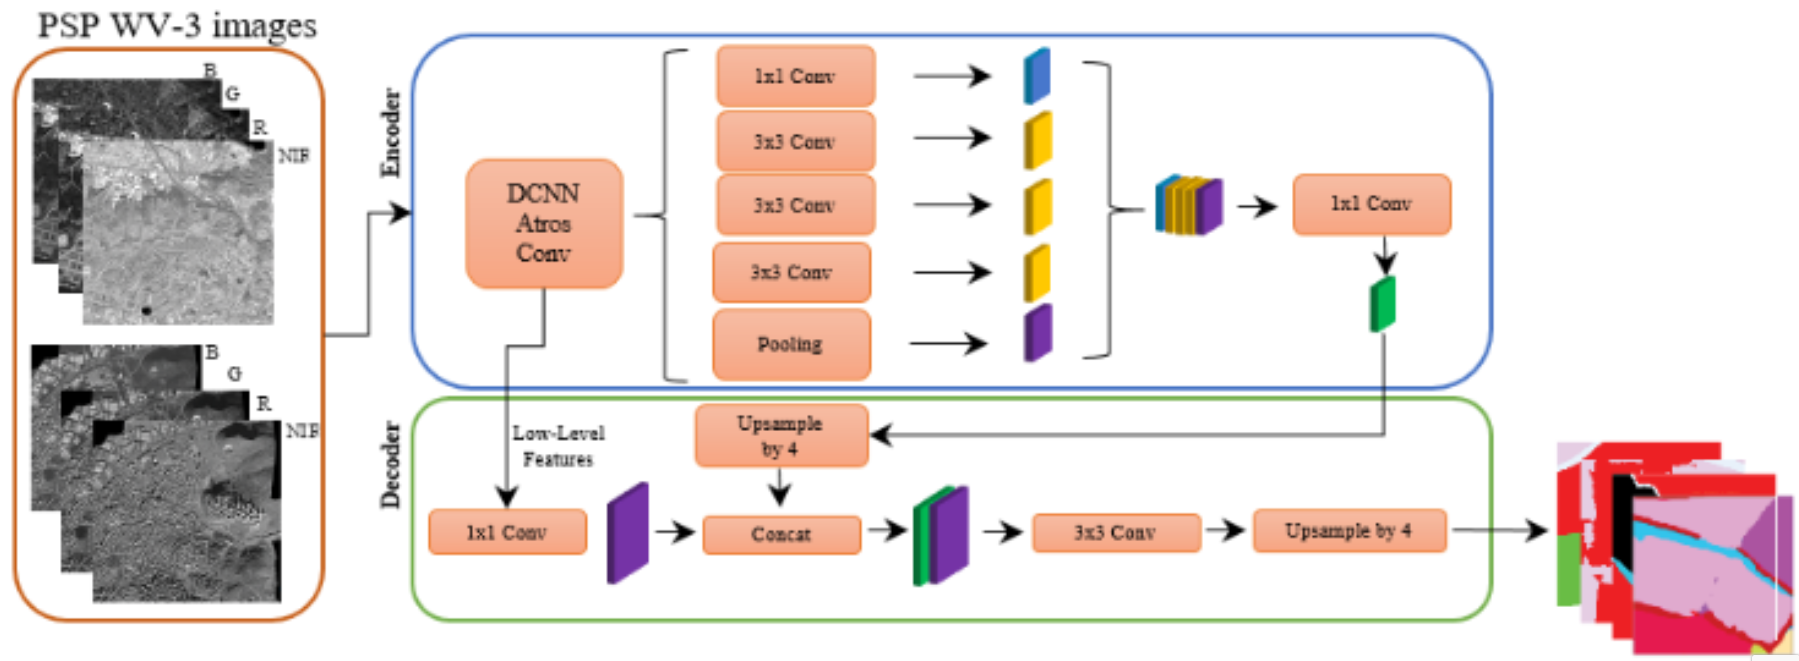 PSP WV-3 images
B
G
R
NIR
B
G
R
NIR
Encoder
DCNN
Atros
Conv
1x1 Conv
3x3 Conv
3x3 Conv
3x3 Conv
Pooling
1x1 Conv
Decoder
Low-Level
Features
Upsample
by 4
1x1 Conv
Concat
3x3 Conv
Upsample by 4